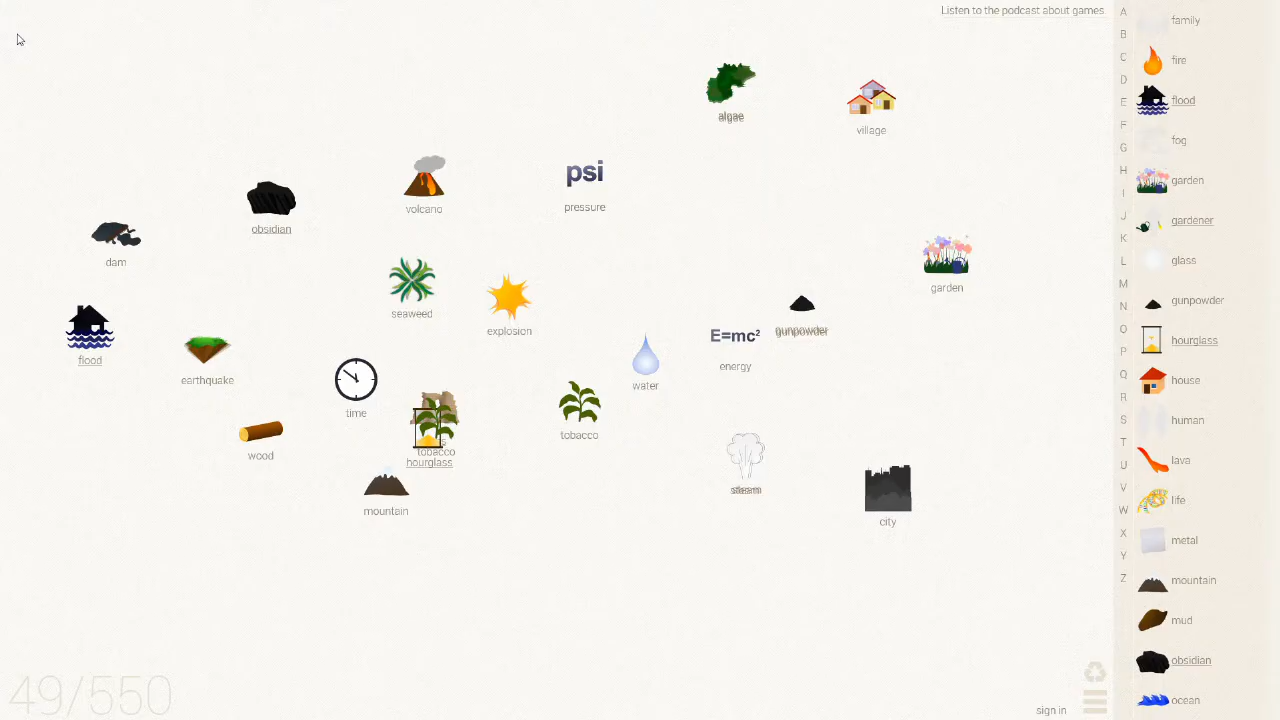 Listen to the podcast about games
algae
village
volcano
psi
pressure
obsidian
dam
seaweed
explosion
garden
flood
earthquake
time
water
E=mc²
energy
gunpowder
wood
tobacco
hourglass
tobacco
mountain
steam
city
49/550
sign in
A
B
C
D
E
F
G
H
I
J
K
L
M
N
O
P
Q
R
S
T
U
V
W
X
Y
Z
family
fire
flood
fog
garden
gardener
glass
gunpowder
hourglass
house
human
lava
life
metal
mountain
mud
obsidian
ocean